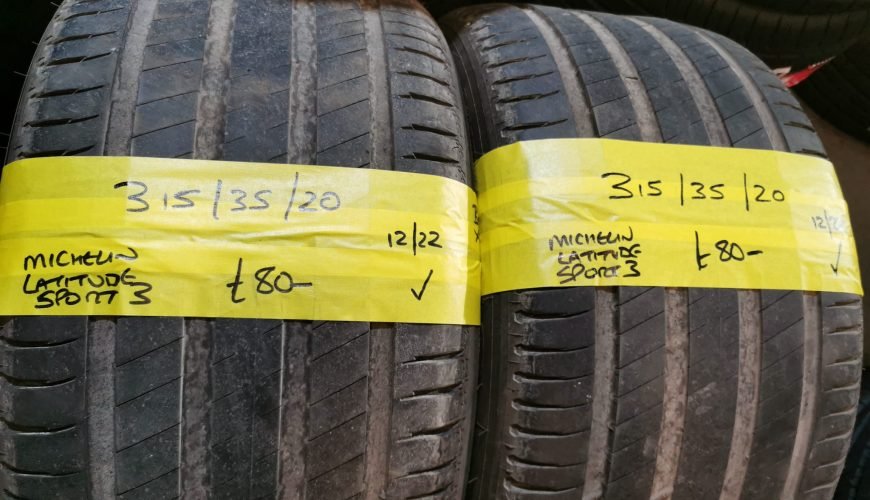 315/35/20
12/22
MICHELIN
LATITUDE
SPORT 3
£80-
✓
315/35/20
12/22
MICHELIN
LATITUDE
SPORT 3
£80-
✓